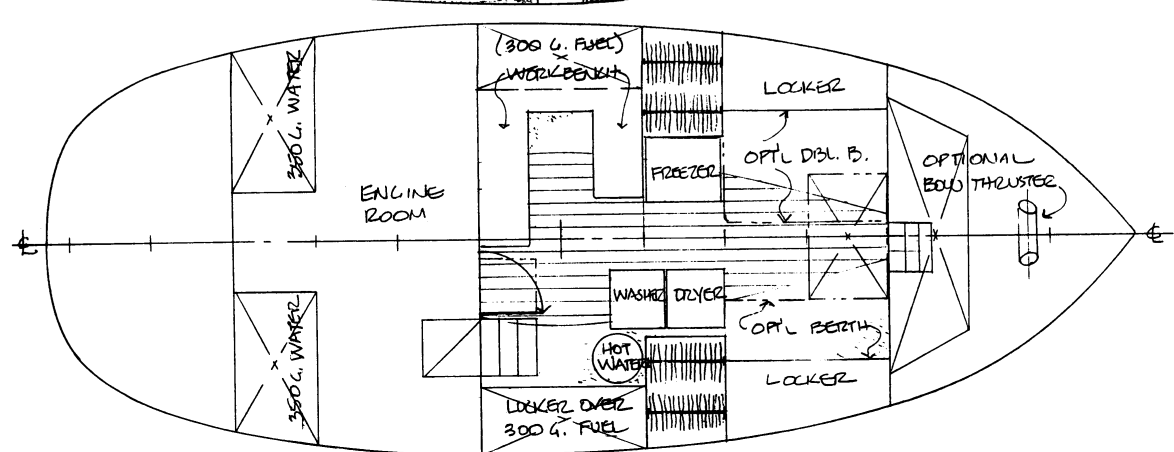 (300 G. FUEL)
WORKBENCH
350 G. WATER
LOCKER
FREEZER
OPT'L DBL. B.
OPTIONAL
BOW THRUSTER
ENGINE
ROOM
WASHER
DRYER
350 G. WATER
OPT'L BERTH
HOT
WATER
LOCKER
LOCKER OVER
300 G. FUEL